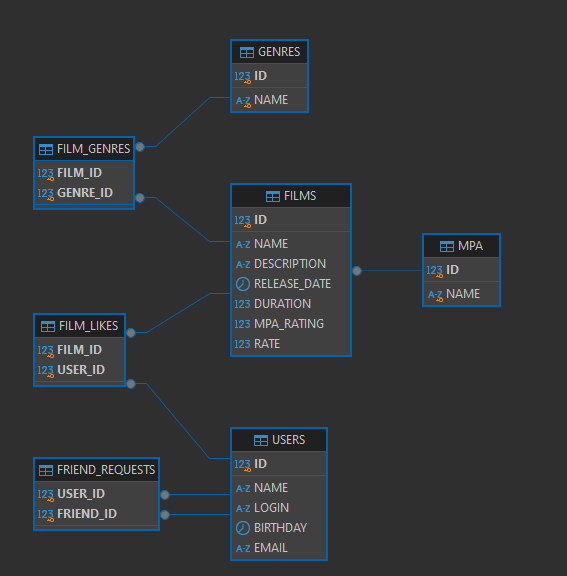 GENRES
123 ID
A-Z NAME
FILM_GENRES
123 FILM_ID
123 GENRE_ID
FILMS
123 ID
A-Z NAME
A-Z DESCRIPTION
RELEASE_DATE
123 DURATION
123 MPA_RATING
123 RATE
MPA
123 ID
A-Z NAME
FILM_LIKES
123 FILM_ID
123 USER_ID
USERS
123 ID
A-Z NAME
A-Z LOGIN
BIRTHDAY
A-Z EMAIL
FRIEND_REQUESTS
123 USER_ID
123 FRIEND_ID